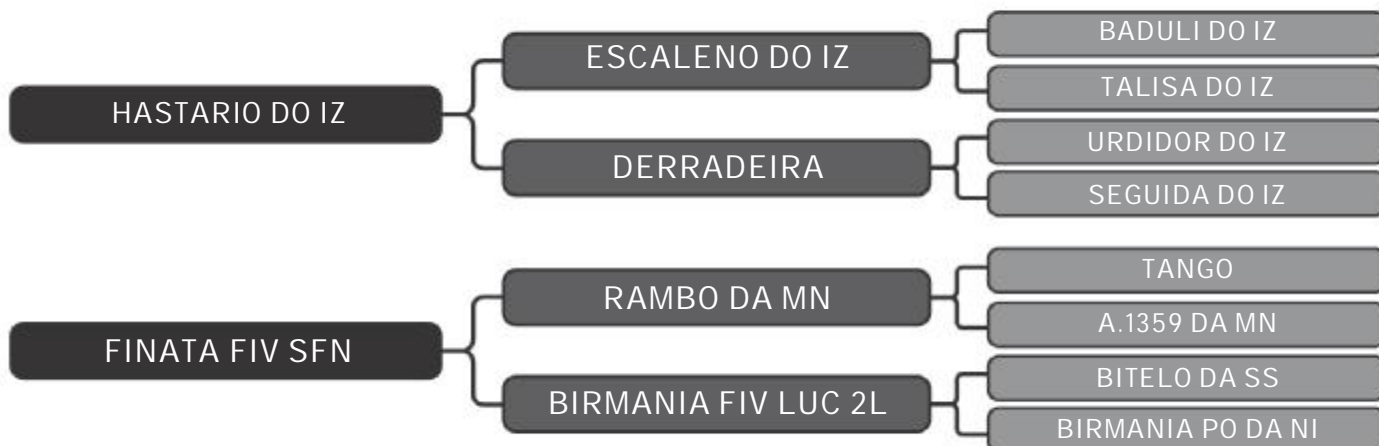 HASTARIO DO IZ
ESCALENO DO IZ
BADULI DO IZ
TALISA DO IZ
DERRADEIRA
URDIDOR DO IZ
SEGUIDA DO IZ
FINATA FIV SFN
RAMBO DA MN
TANGO
A.1359 DA MN
BIRMANIA FIV LUC 2L
BITELO DA SS
BIRMANIA PO DA NI